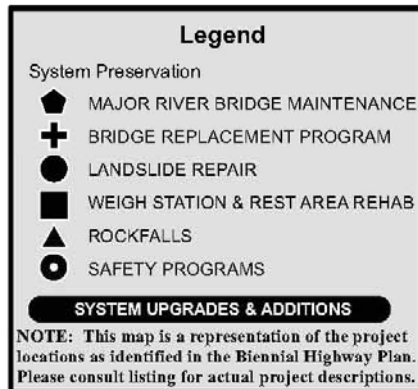 Legend
System Preservation
MAJOR RIVER BRIDGE MAINTENANCE
BRIDGE REPLACEMENT PROGRAM
LANDSLIDE REPAIR
WEIGH STATION & REST AREA REHAB
ROCKFALLS
SAFETY PROGRAMS
SYSTEM UPGRADES & ADDITIONS
NOTE: This map is a representation of the project
locations as identified in the Biennial Highway Plan.
Please consult listing for actual project descriptions.